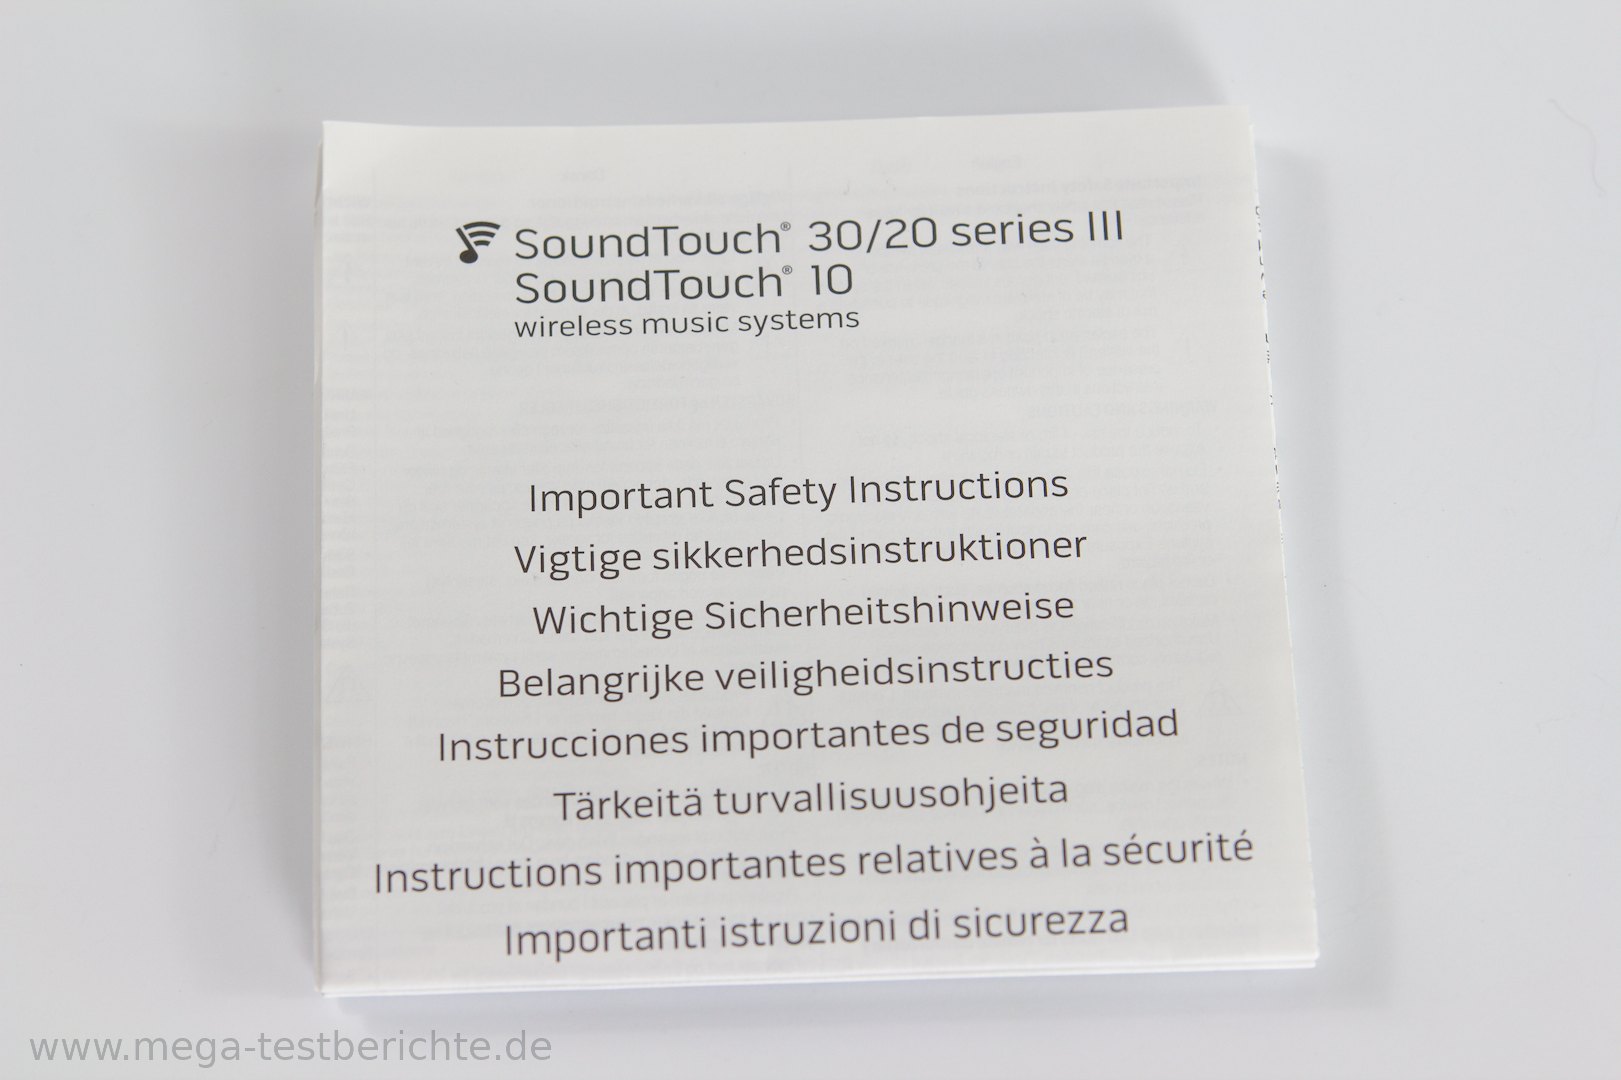 SoundTouch® 30/20 series III
SoundTouch® 10
wireless music systems
Important Safety Instructions
Vigtige sikkerhedsinstruktioner
Wichtige Sicherheitshinweise
Belangrijke veiligheidsinstructies
Instrucciones importantes de seguridad
Tärkeitä turvallisuusohjeita
Instructions importantes relatives à la sécurité
Importanti istruzioni di sicurezza
www.mega-testberichte.de